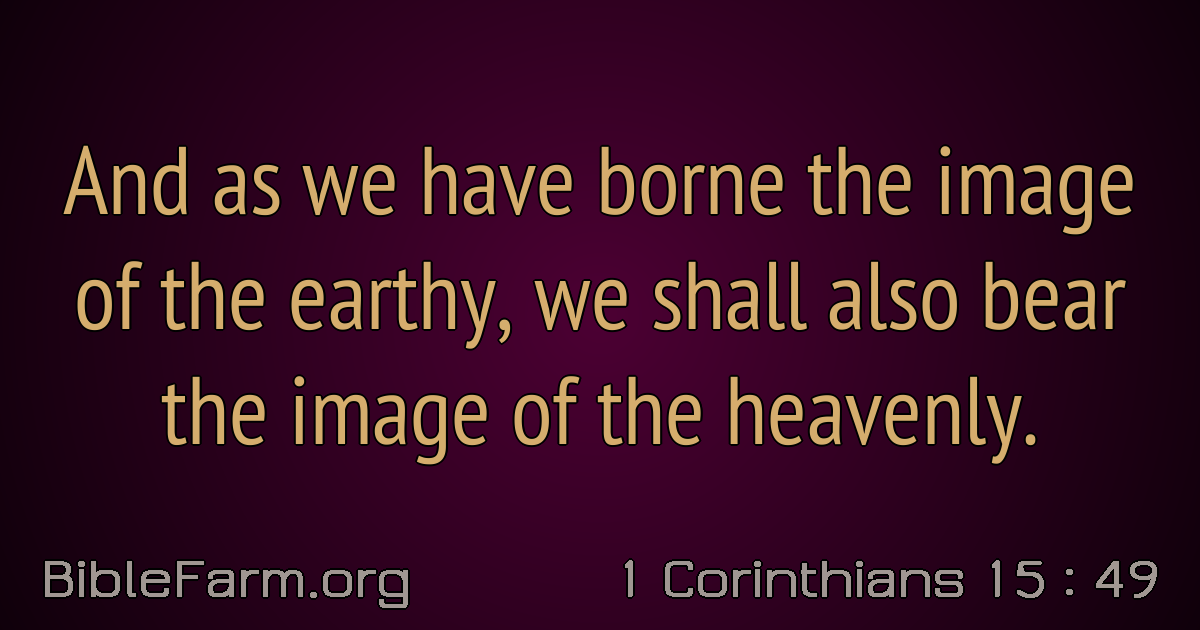 And as we have borne the image
of the earthy, we shall also bear
the image of the heavenly.
BibleFarm.org
1 Corinthians 15 : 49